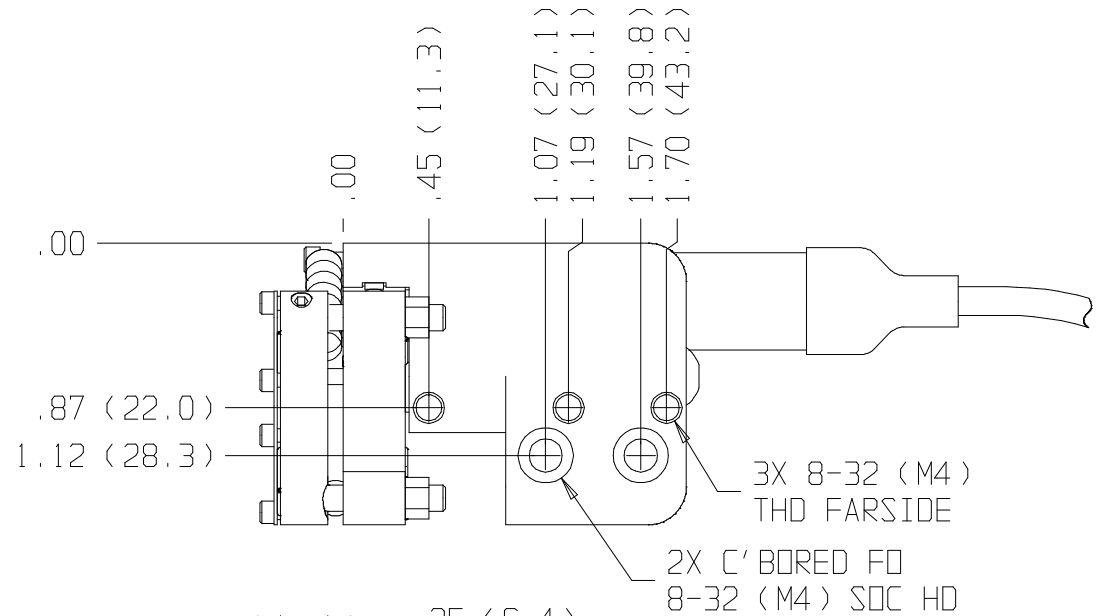 .00
.45 (11.3)
1.07 (27.1)
1.19 (30.1)
1.57 (39.8)
1.70 (43.2)
.00
.87 (22.0)
1.12 (28.3)
3X 8-32 (M4)
THD FARSIDE
2X C'BORED FO
8-32 (M4) SOC HD